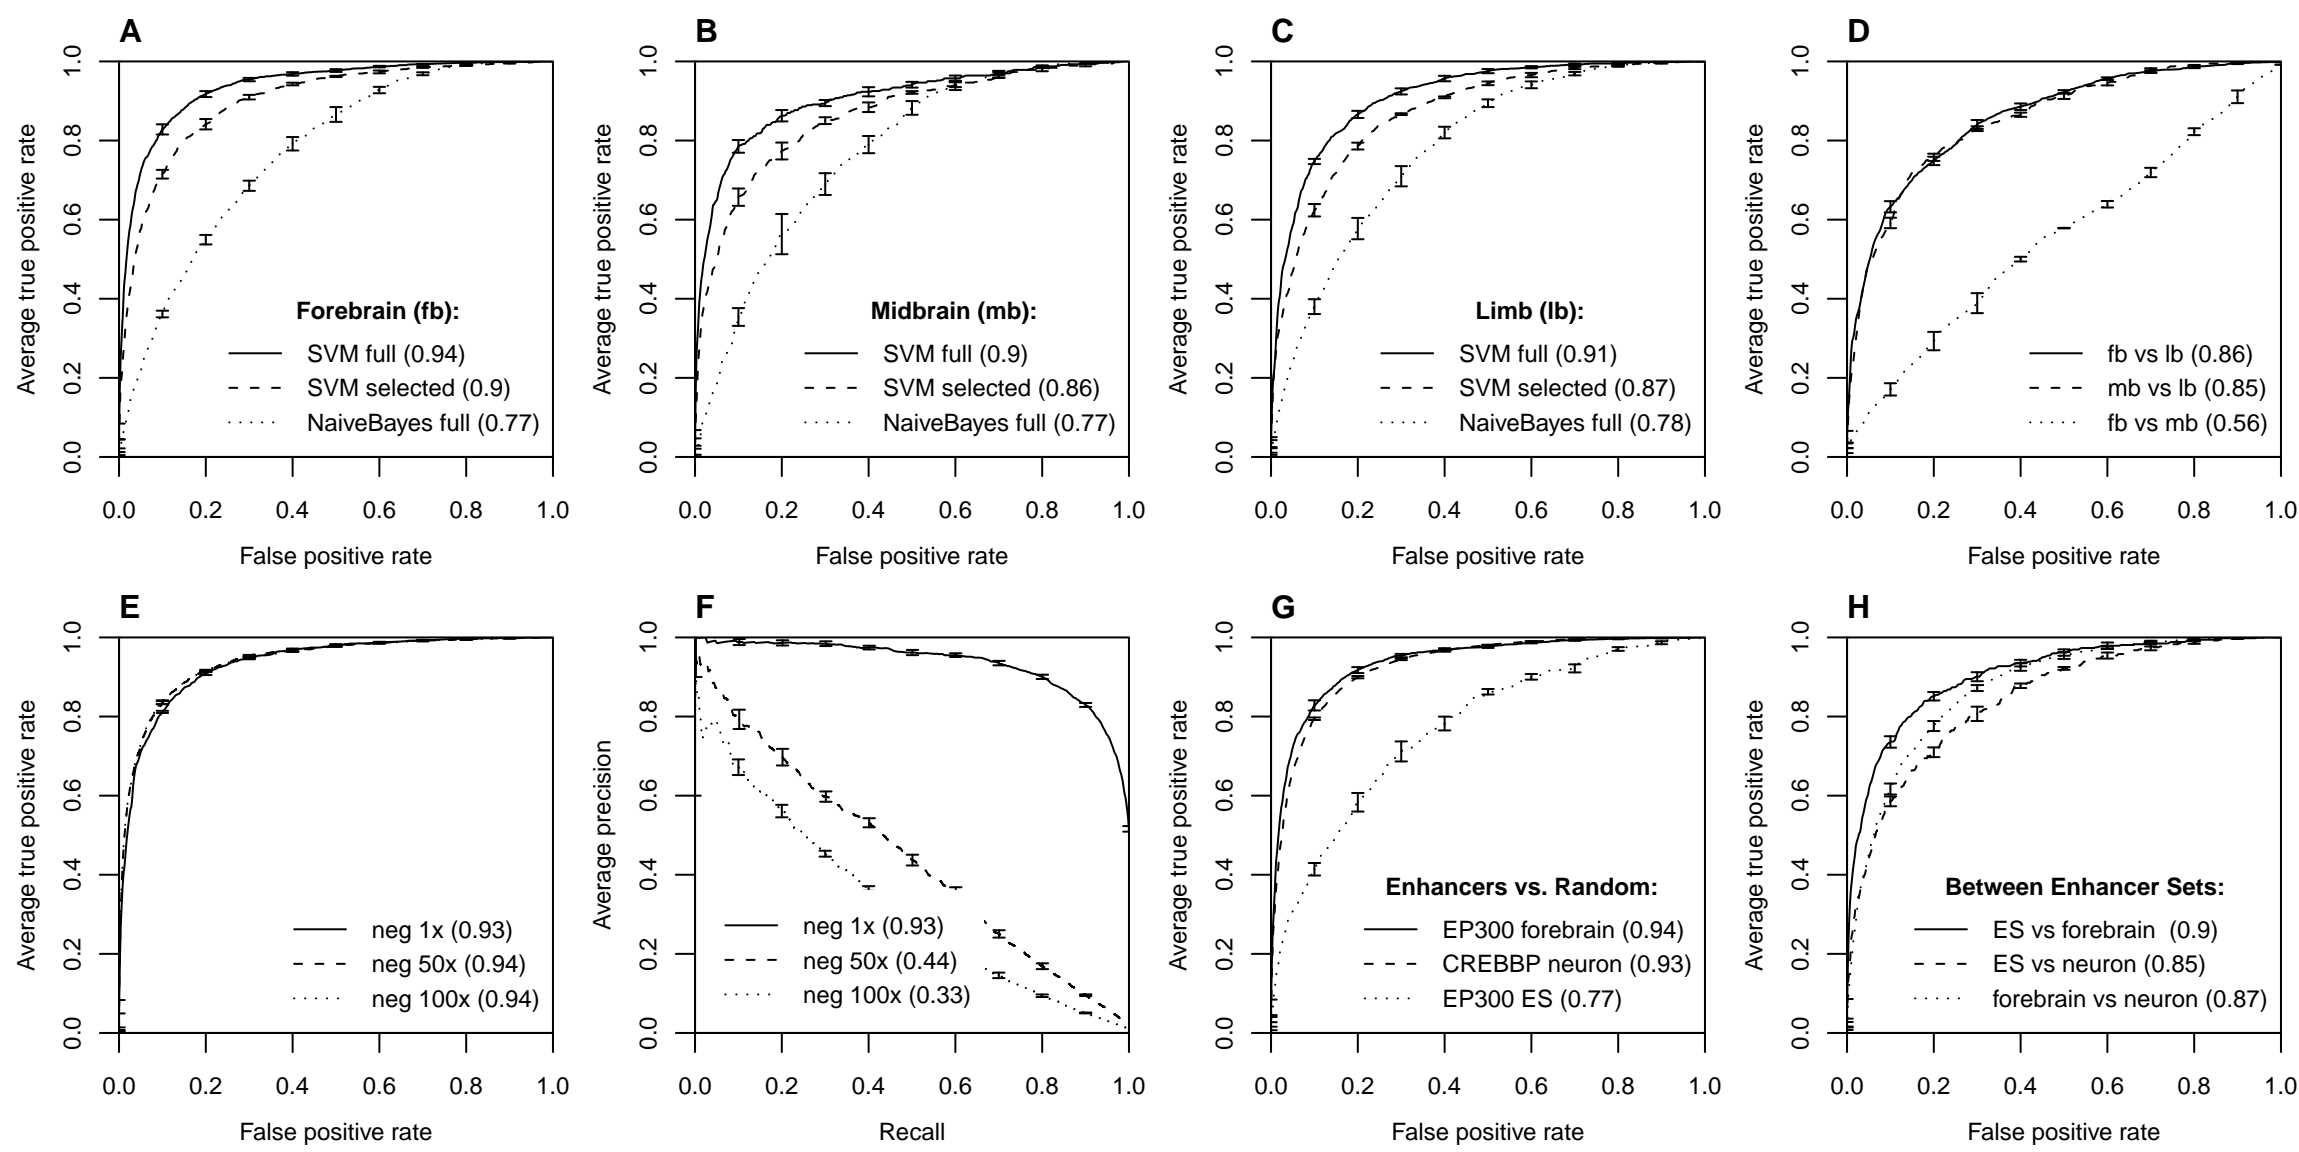 A
Average true positive rate
1.0
0.8
0.6
0.4
0.2
0.0
Forebrain (fb):
SVM full (0.94)
SVM selected (0.9)
NaiveBayes full (0.77)
0.0 0.2 0.4 0.6 0.8 1.0
False positive rate
B
Average true positive rate
1.0
0.8
0.6
0.4
0.2
0.0
Midbrain (mb):
SVM full (0.9)
SVM selected (0.86)
NaiveBayes full (0.77)
0.0 0.2 0.4 0.6 0.8 1.0
False positive rate
C
Average true positive rate
1.0
0.8
0.6
0.4
0.2
0.0
Limb (lb):
SVM full (0.91)
SVM selected (0.87)
NaiveBayes full (0.78)
0.0 0.2 0.4 0.6 0.8 1.0
False positive rate
D
Average true positive rate
1.0
0.8
0.6
0.4
0.2
0.0
fb vs lb (0.86)
mb vs lb (0.85)
fb vs mb (0.56)
0.0 0.2 0.4 0.6 0.8 1.0
False positive rate
E
Average true positive rate
1.0
0.8
0.6
0.4
0.2
0.0
neg 1x (0.93)
neg 50x (0.94)
neg 100x (0.94)
0.0 0.2 0.4 0.6 0.8 1.0
False positive rate
F
Average precision
1.0
0.8
0.6
0.4
0.2
0.0
neg 1x (0.93)
neg 50x (0.44)
neg 100x (0.33)
0.0 0.2 0.4 0.6 0.8 1.0
Recall
G
Average true positive rate
1.0
0.8
0.6
0.4
0.2
0.0
Enhancers vs. Random:
EP300 forebrain (0.94)
CREBBP neuron (0.93)
EP300 ES (0.77)
0.0 0.2 0.4 0.6 0.8 1.0
False positive rate
H
Average true positive rate
1.0
0.8
0.6
0.4
0.2
0.0
Between Enhancer Sets:
ES vs forebrain (0.9)
ES vs neuron (0.85)
forebrain vs neuron (0.87)
0.0 0.2 0.4 0.6 0.8 1.0
False positive rate